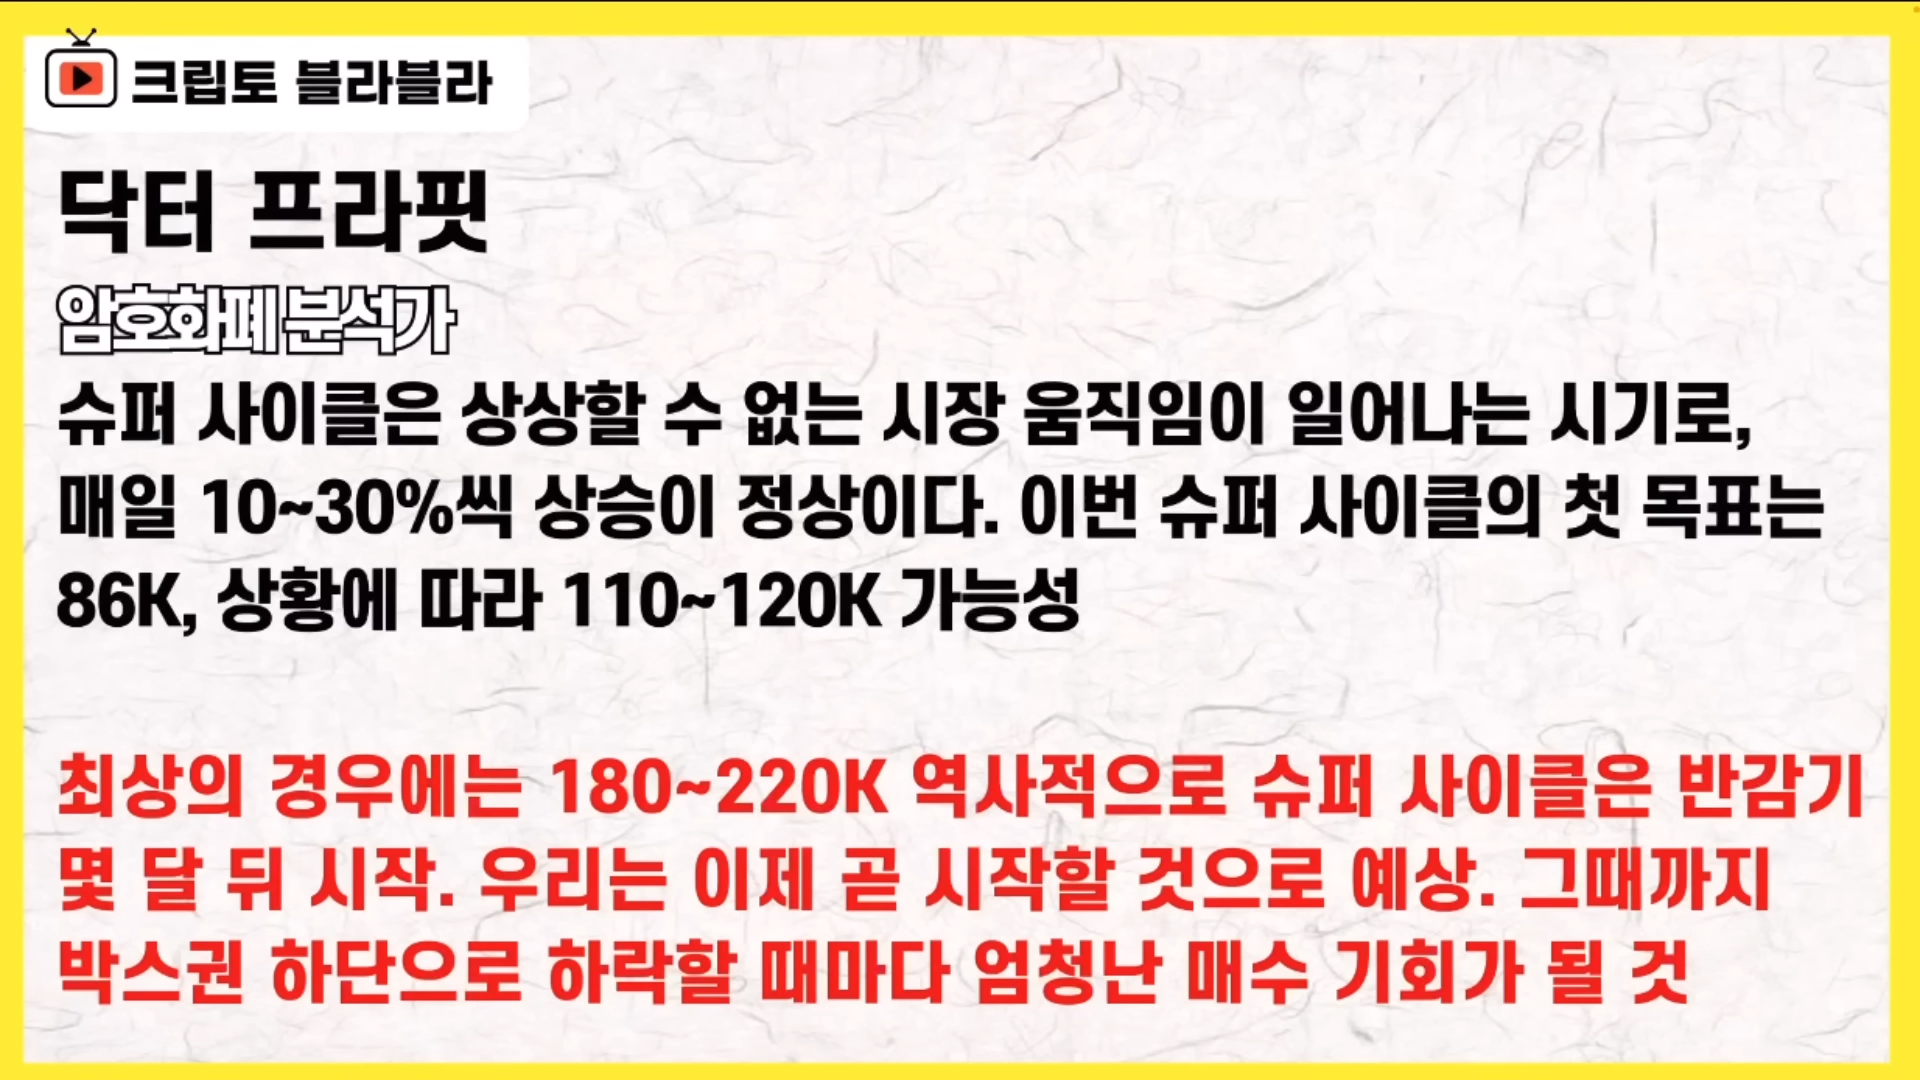 크립토 블라블라
닥터 프라핏
암호화폐 분석가
슈퍼 사이클은 상상할 수 없는 시장 움직임이 일어나는 시기로,
매일 10~30%씩 상승이 정상이다. 이번 슈퍼 사이클의 첫 목표는
86K, 상황에 따라 110~120K 가능성
최상의 경우에는 180~220K 역사적으로 슈퍼 사이클은 반감기
몇 달 뒤 시작. 우리는 이제 곧 시작할 것으로 예상. 그때까지
박스권 하단으로 하락할 때마다 엄청난 매수 기회가 될 것